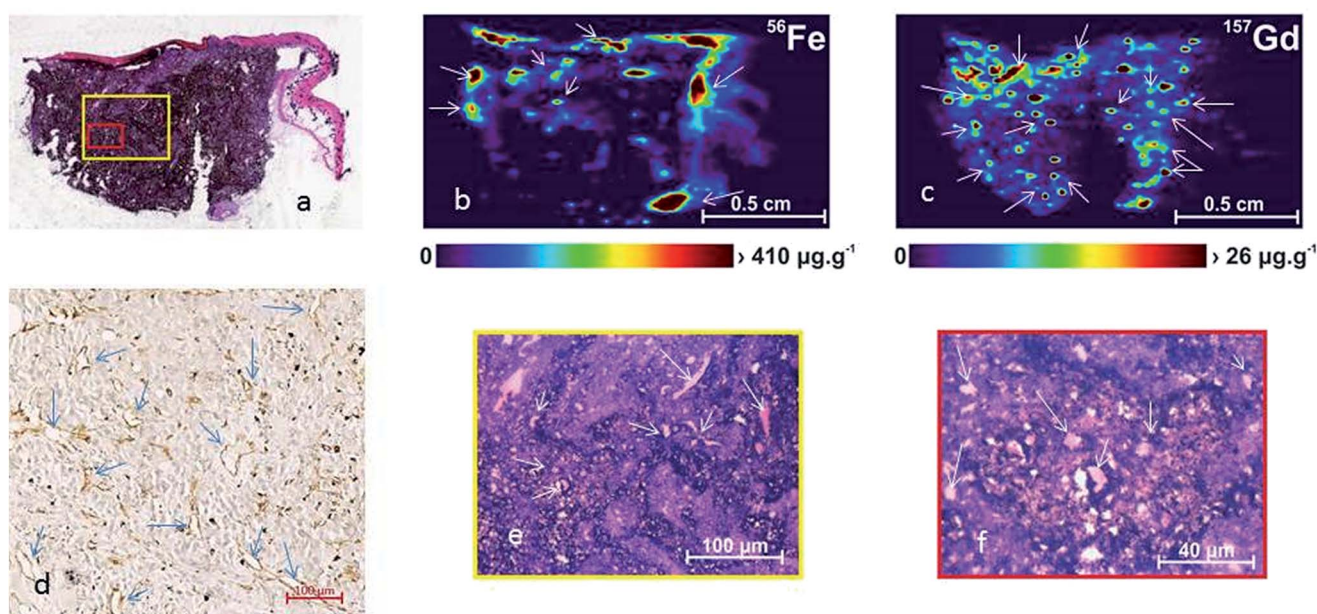 ⁵⁶Fe
¹⁵⁷Gd
a
b
0.5 cm
c
0.5 cm
0
› 410 µg.g⁻¹
0
› 26 µg.g⁻¹
d
100 µm
e
100 µm
f
40 µm